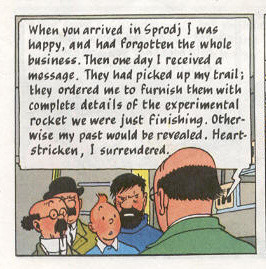 When you arrived in Sprodj I was
happy, and had forgotten the whole
business. Then one day I received a
message. They had picked up my trail;
they ordered me to furnish them with
complete details of the experimental
rocket we were just finishing. Other-
wise my past would be revealed. Heart-
stricken, I surrendered.